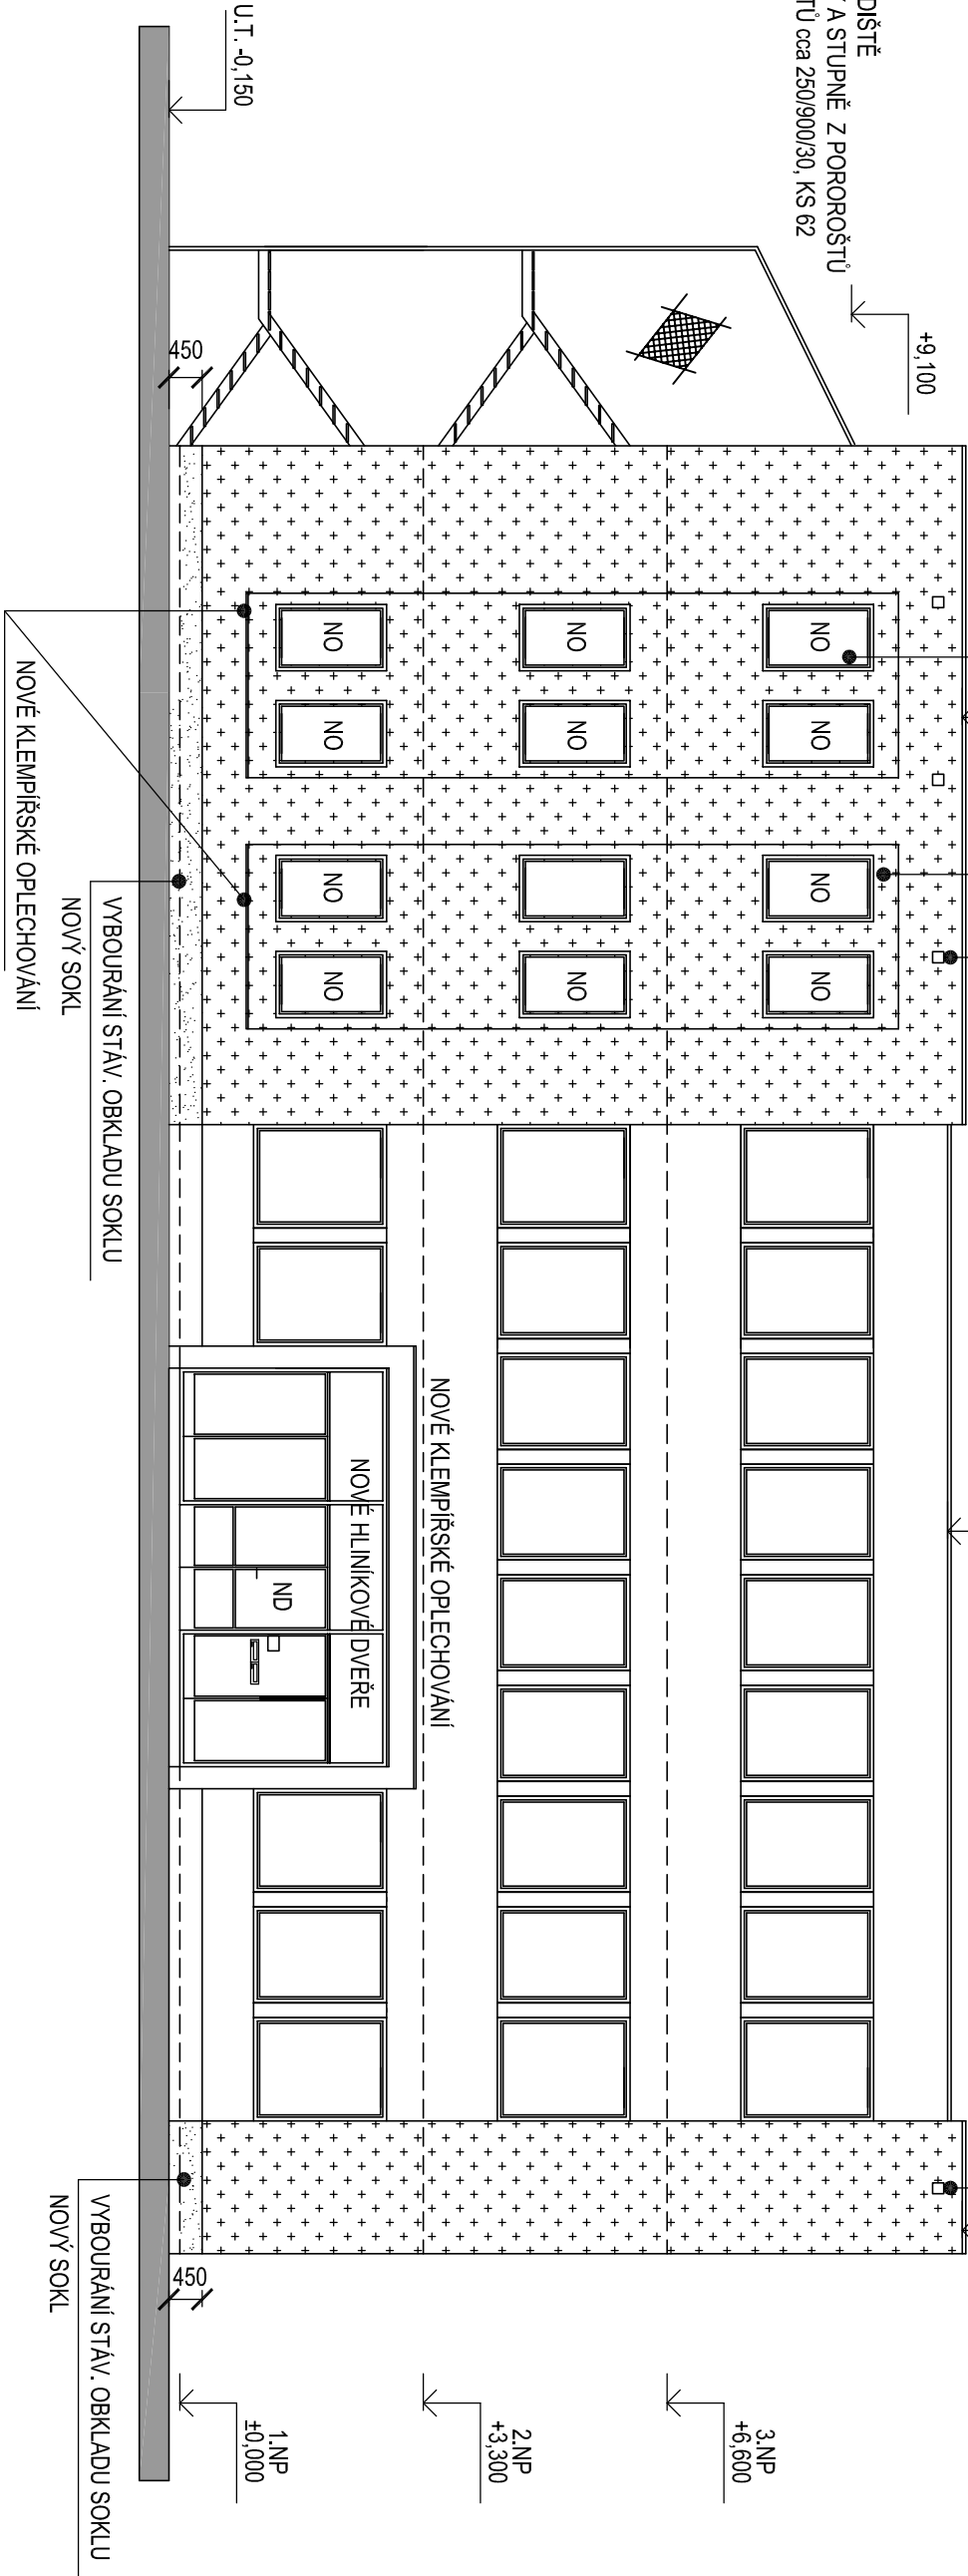 DIŠTĚ
A STUPNĚ Z POROROŠTŮ
TŮ cca 250/900/30, KS 62
+9,100
NO
NO
NO
NO
3.NP
+6,600
NO
NO
NO
2.NP
+3,300
NOVÉ KLEMPÍŘSKÉ OPLECHOVÁNÍ
NO
NO
NO
NO
NOVÉ HLINÍKOVÉ DVEŘE
ND
1.NP
±0,000
U.T. -0,150
450
450
VYBOURÁNÍ STÁV. OBKLADU SOKLU
NOVÝ SOKL
VYBOURÁNÍ STÁV. OBKLADU SOKLU
NOVÝ SOKL
NOVÉ KLEMPÍŘSKÉ OPLECHOVÁNÍ